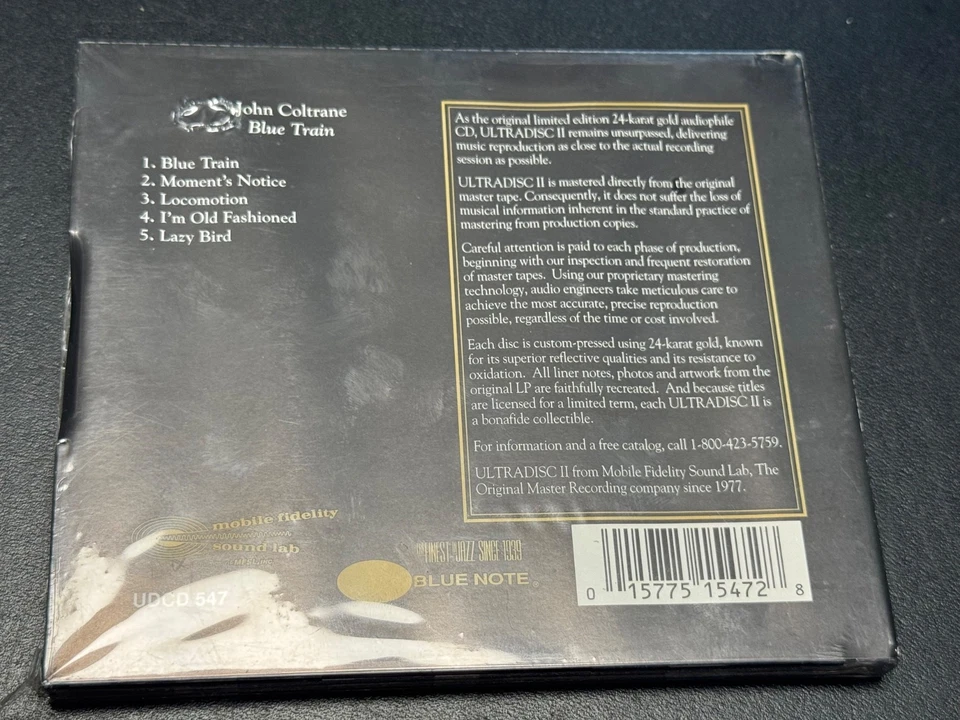 John Coltrane
Blue Train
1. Blue Train
2. Moment's Notice
3. Locomotion
4. I'm Old Fashioned
5. Lazy Bird
As the original limited edition 24-karat gold audiophile
CD, ULTRADISC II remains unsurpassed, delivering
music reproduction as close to the actual recording
session as possible.
ULTRADISC II is mastered directly from the original
master tape. Consequently, it does not suffer the loss of
musical information inherent in the standard practice of
mastering from production copies.
Careful attention is paid to each phase of production,
beginning with our inspection and frequent restoration
of master tapes. Using our proprietary mastering
technology, audio engineers take meticulous care to
achieve the most accurate, precise reproduction
possible, regardless of the time or cost involved.
Each disc is custom-pressed using 24-karat gold, known
for its superior reflective qualities and its resistance to
oxidation. All liner notes, photos and artwork from the
original LP are faithfully recreated. And because titles
are licensed for a limited term, each ULTRADISC II is
a bonafide collectible.
For information and a free catalog, call 1-800-423-5759.
ULTRADISC II from Mobile Fidelity Sound Lab, The
Original Master Recording company since 1977.
mobile fidelity
sound lab
UDCD 547
FINEST IN JAZZ SINCE 1939
BLUE NOTE
0 15775 15472 8